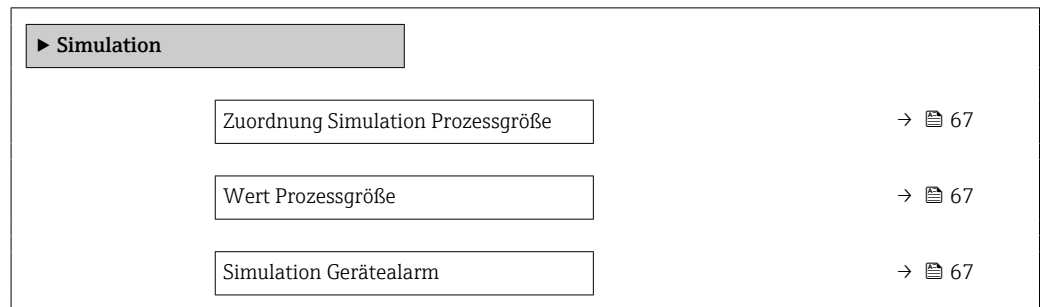 ▶ Simulation
Zuordnung Simulation Prozessgröße → 67
Wert Prozessgröße → 67
Simulation Gerätealarm → 67